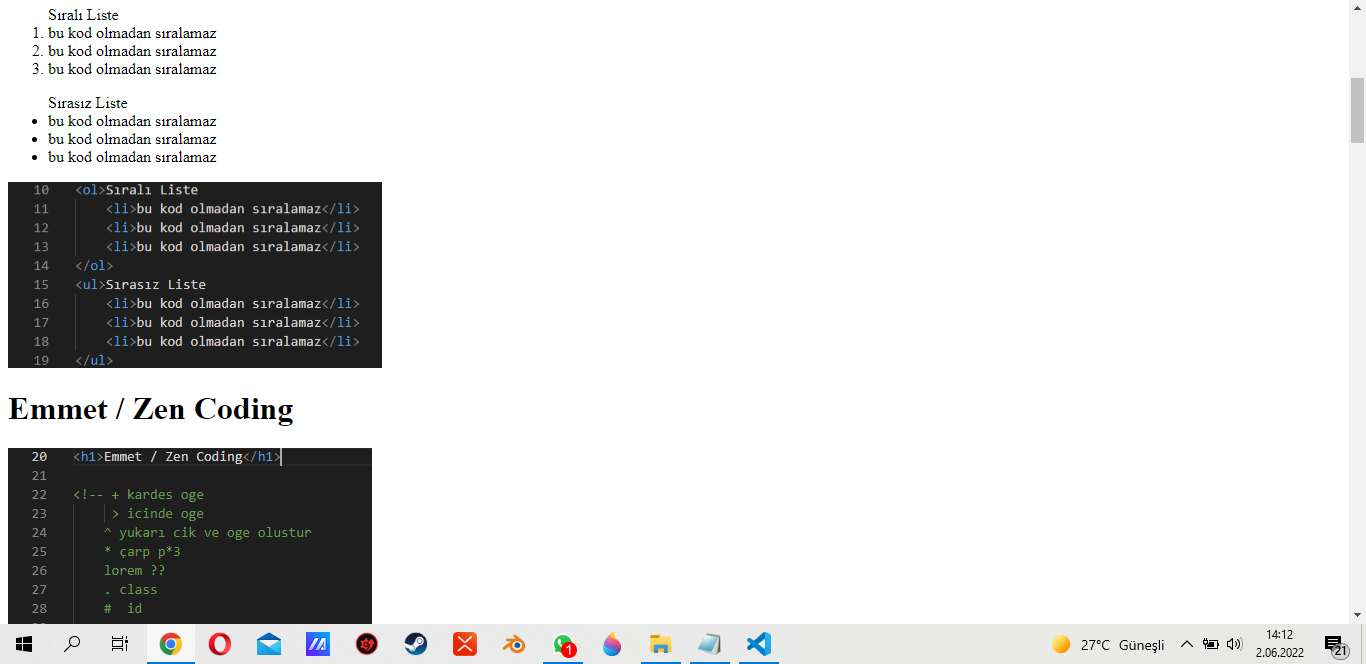 Sıralı Liste
1. bu kod olmadan sıralamaz
2. bu kod olmadan sıralamaz
3. bu kod olmadan sıralamaz
Sırasız Liste
• bu kod olmadan sıralamaz
• bu kod olmadan sıralamaz
• bu kod olmadan sıralamaz
10 <ol>Sıralı Liste
11 <li>bu kod olmadan sıralamaz</li>
12 <li>bu kod olmadan sıralamaz</li>
13 <li>bu kod olmadan sıralamaz</li>
14 </ol>
15 <ul>Sırasız Liste
16 <li>bu kod olmadan sıralamaz</li>
17 <li>bu kod olmadan sıralamaz</li>
18 <li>bu kod olmadan sıralamaz</li>
19 </ul>
Emmet / Zen Coding
20 <h1>Emmet / Zen Coding</h1>
21
22 <!-- + kardes oge
23 > icinde oge
24 ^ yukarı cik ve oge olustur
25 * çarp p*3
26 lorem ??
27 . class
28 # id
1
27°C Güneşli
14:12
2.06.2022
21